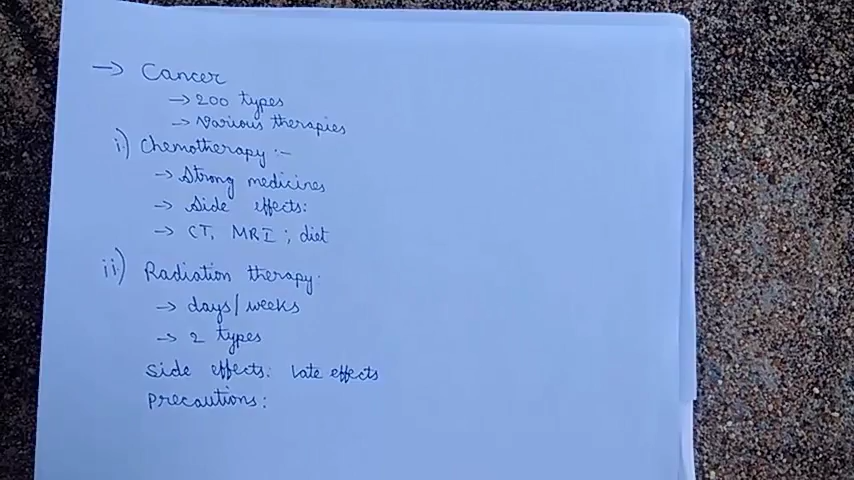 → Cancer
→ 200 types
→ Various therapies
i.) Chemotherapy :-
→ Strong medicines
→ Side effects:
→ CT, MRI ; diet
ii.) Radiation therapy.
→ days/weeks
→ 2 types
Side effects: late effects
Precautions: